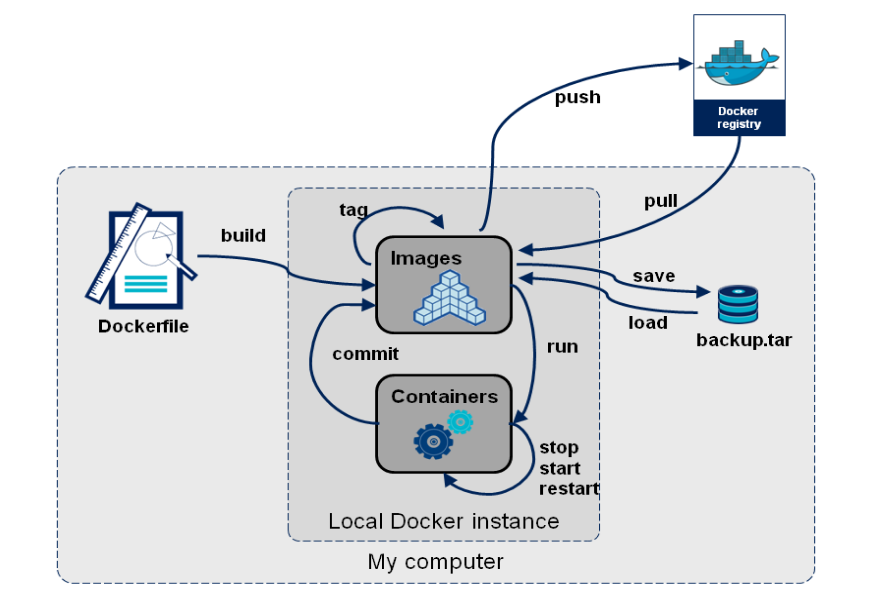 push
Docker
registry
pull
tag
build
Images
save
load
backup.tar
Dockerfile
commit
run
Containers
stop
start
restart
Local Docker instance
My computer